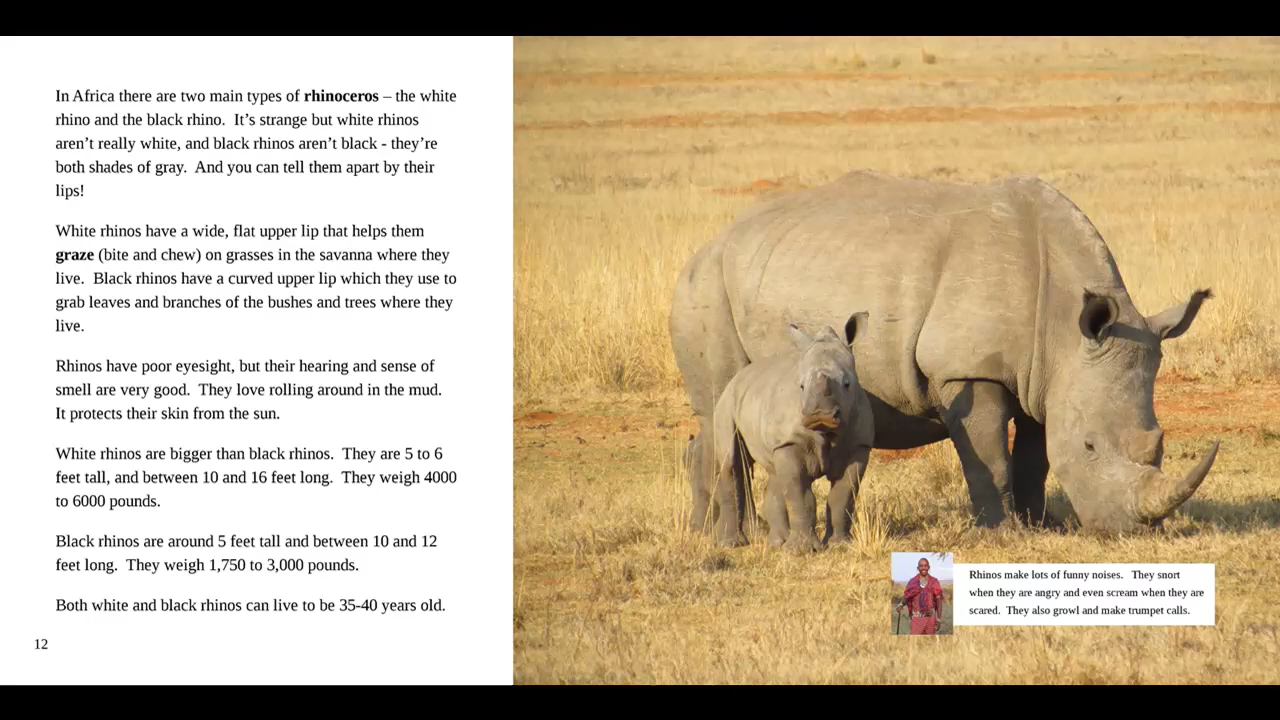 In Africa there are two main types of rhinoceros – the white
rhino and the black rhino.  It’s strange but white rhinos
aren’t really white, and black rhinos aren’t black - they’re
both shades of gray.  And you can tell them apart by their
lips!
White rhinos have a wide, flat upper lip that helps them
graze (bite and chew) on grasses in the savanna where they
live.  Black rhinos have a curved upper lip which they use to
grab leaves and branches of the bushes and trees where they
live.
Rhinos have poor eyesight, but their hearing and sense of
smell are very good.  They love rolling around in the mud.
It protects their skin from the sun.
White rhinos are bigger than black rhinos.  They are 5 to 6
feet tall, and between 10 and 16 feet long.  They weigh 4000
to 6000 pounds.
Black rhinos are around 5 feet tall and between 10 and 12
feet long.  They weigh 1,750 to 3,000 pounds.
Both white and black rhinos can live to be 35-40 years old.
12
Rhinos make lots of funny noises.   They snort
when they are angry and even scream when they are
scared.  They also growl and make trumpet calls.